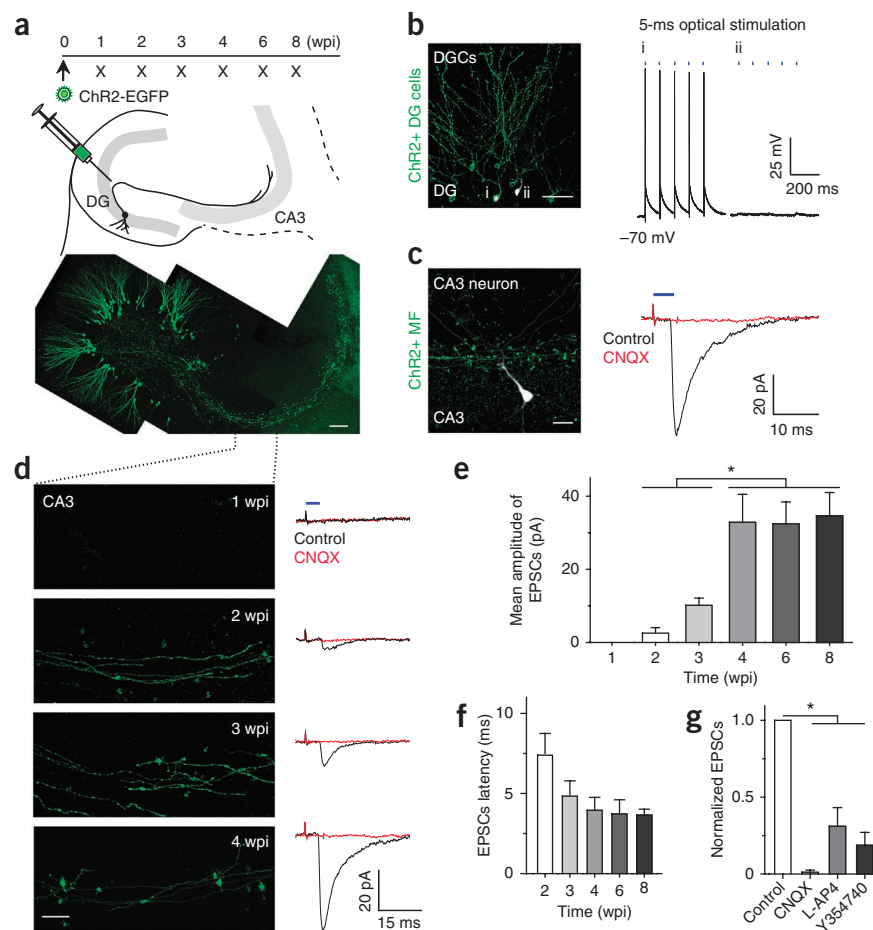 a
0 1 2 3 4 6 8 (wpi)
X X X X X X
ChR2-EGFP
DG
CA3
b
ChR2+ DG cells
DGCs
DG
i
ii
5-ms optical stimulation
i
ii
25 mV
200 ms
–70 mV
c
ChR2+ MF
CA3 neuron
CA3
Control
CNQX
20 pA
10 ms
d
CA3
1 wpi
Control
CNQX
2 wpi
3 wpi
4 wpi
20 pA
15 ms
e
Mean amplitude of
EPSCs (pA)
40
20
0
*
1 2 3 4 6 8
Time (wpi)
f
EPSCs latency (ms)
10
5
0
2 3 4 6 8
Time (wpi)
g
Normalized EPSCs
1.0
0.5
0
*
Control
CNQX
L-AP4
Y354740